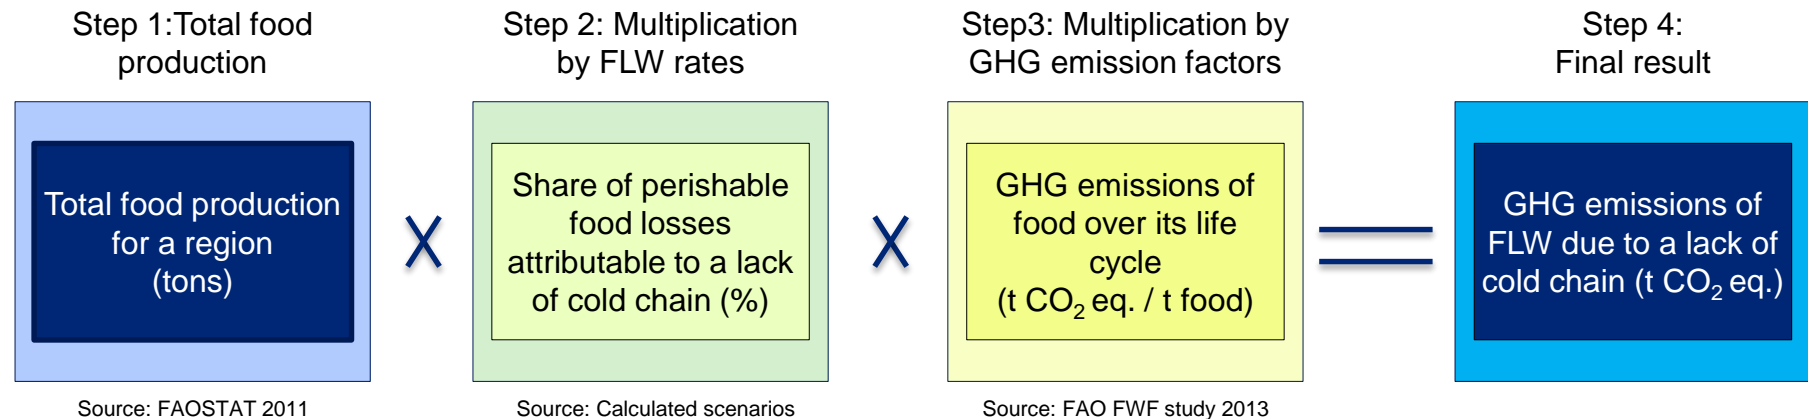 Step 1:Total food
production
Total food production
for a region
(tons)
Source: FAOSTAT 2011
X
Step 2: Multiplication
by FLW rates
Share of perishable
food losses
attributable to a lack
of cold chain (%)
Source: Calculated scenarios
X
Step3: Multiplication by
GHG emission factors
GHG emissions of
food over its life
cycle
(t CO₂ eq. / t food)
Source: FAO FWF study 2013
=
Step 4:
Final result
GHG emissions of
FLW due to a lack of
cold chain (t CO₂ eq.)